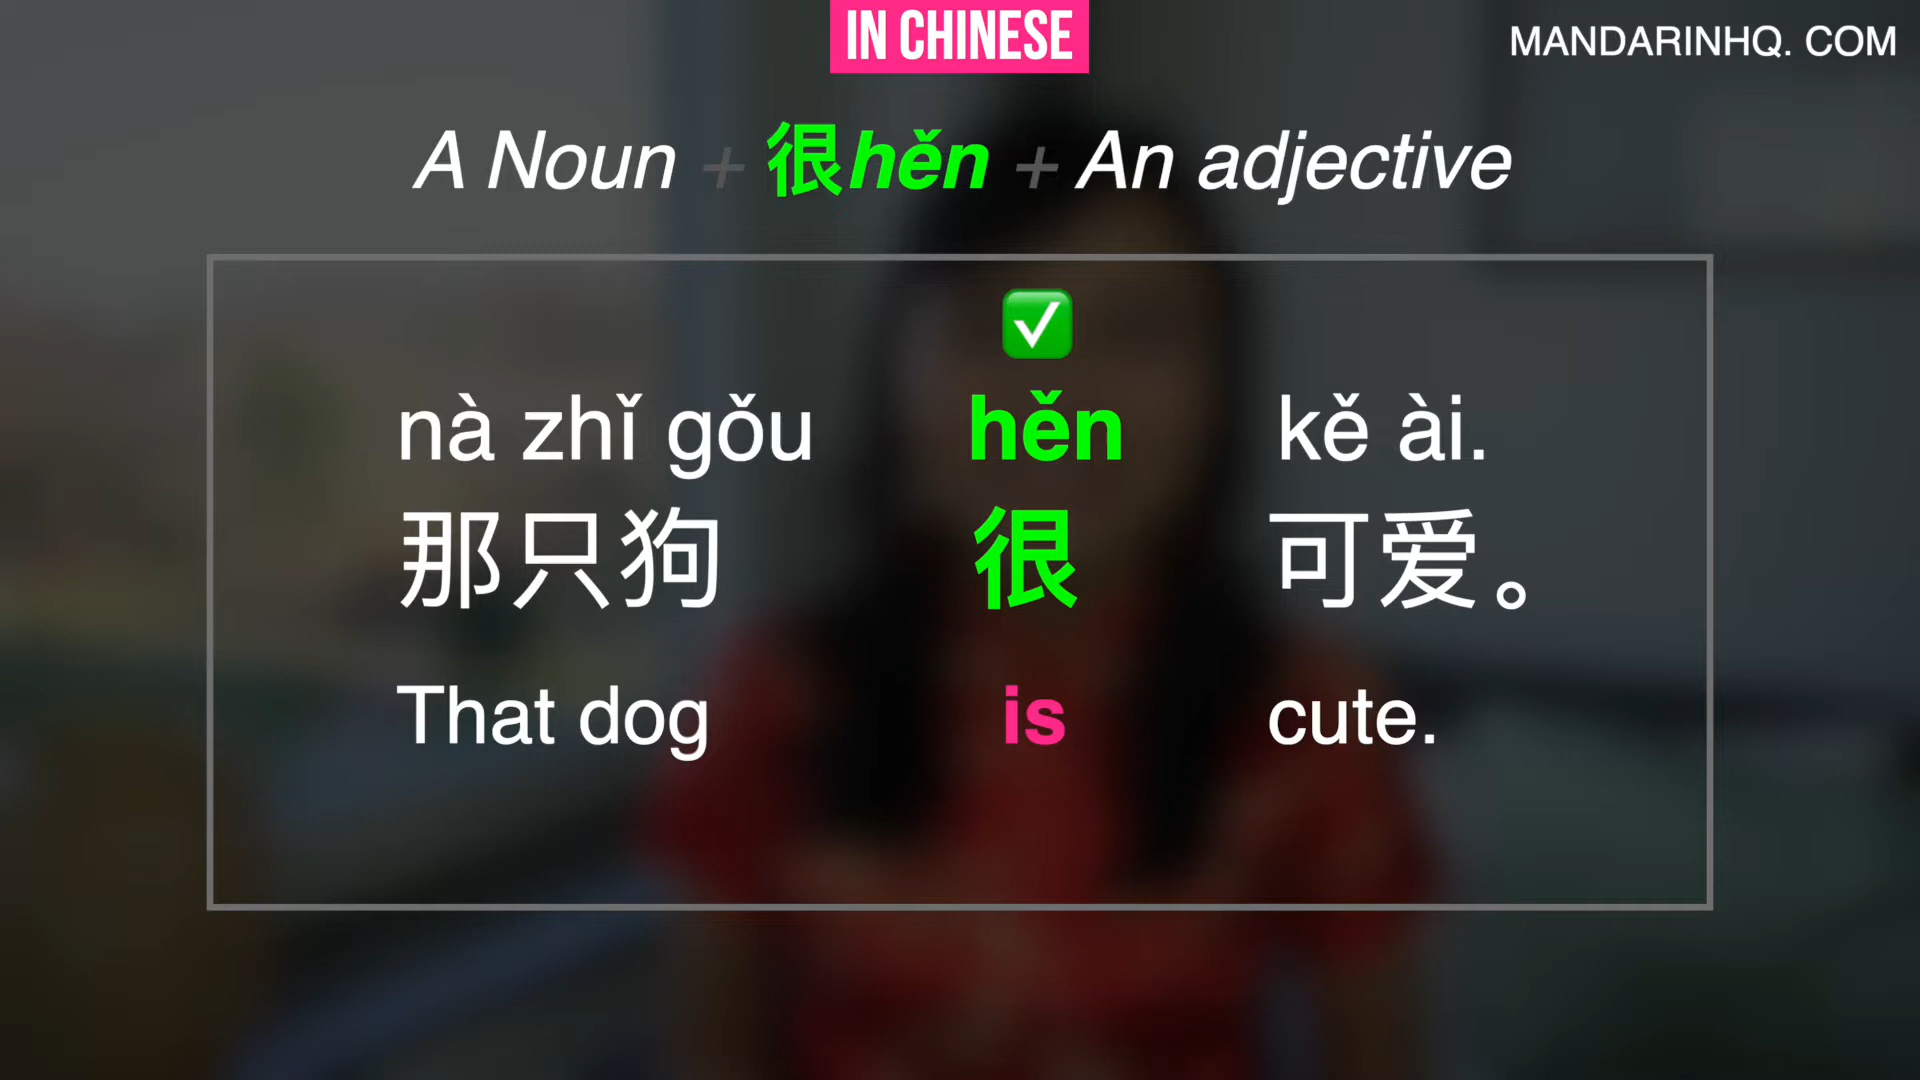 IN CHINESE
MANDARINHQ. COM
A Noun + 很hěn + An adjective
nà zhǐ gǒu hěn kě ài.
那只狗 很 可爱。
That dog is cute.